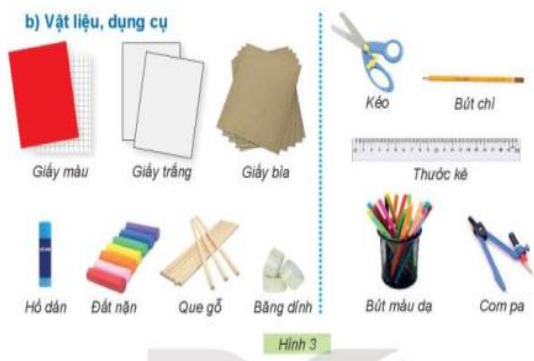 b) Vật liệu, dụng cụ
Giấy màu
Giấy trắng
Giấy bìa
Hồ dán
Đất nặn
Que gỗ
Băng dính
Kéo
Bút chì
Thước kẻ
Bút màu dạ
Com pa
Hình 3